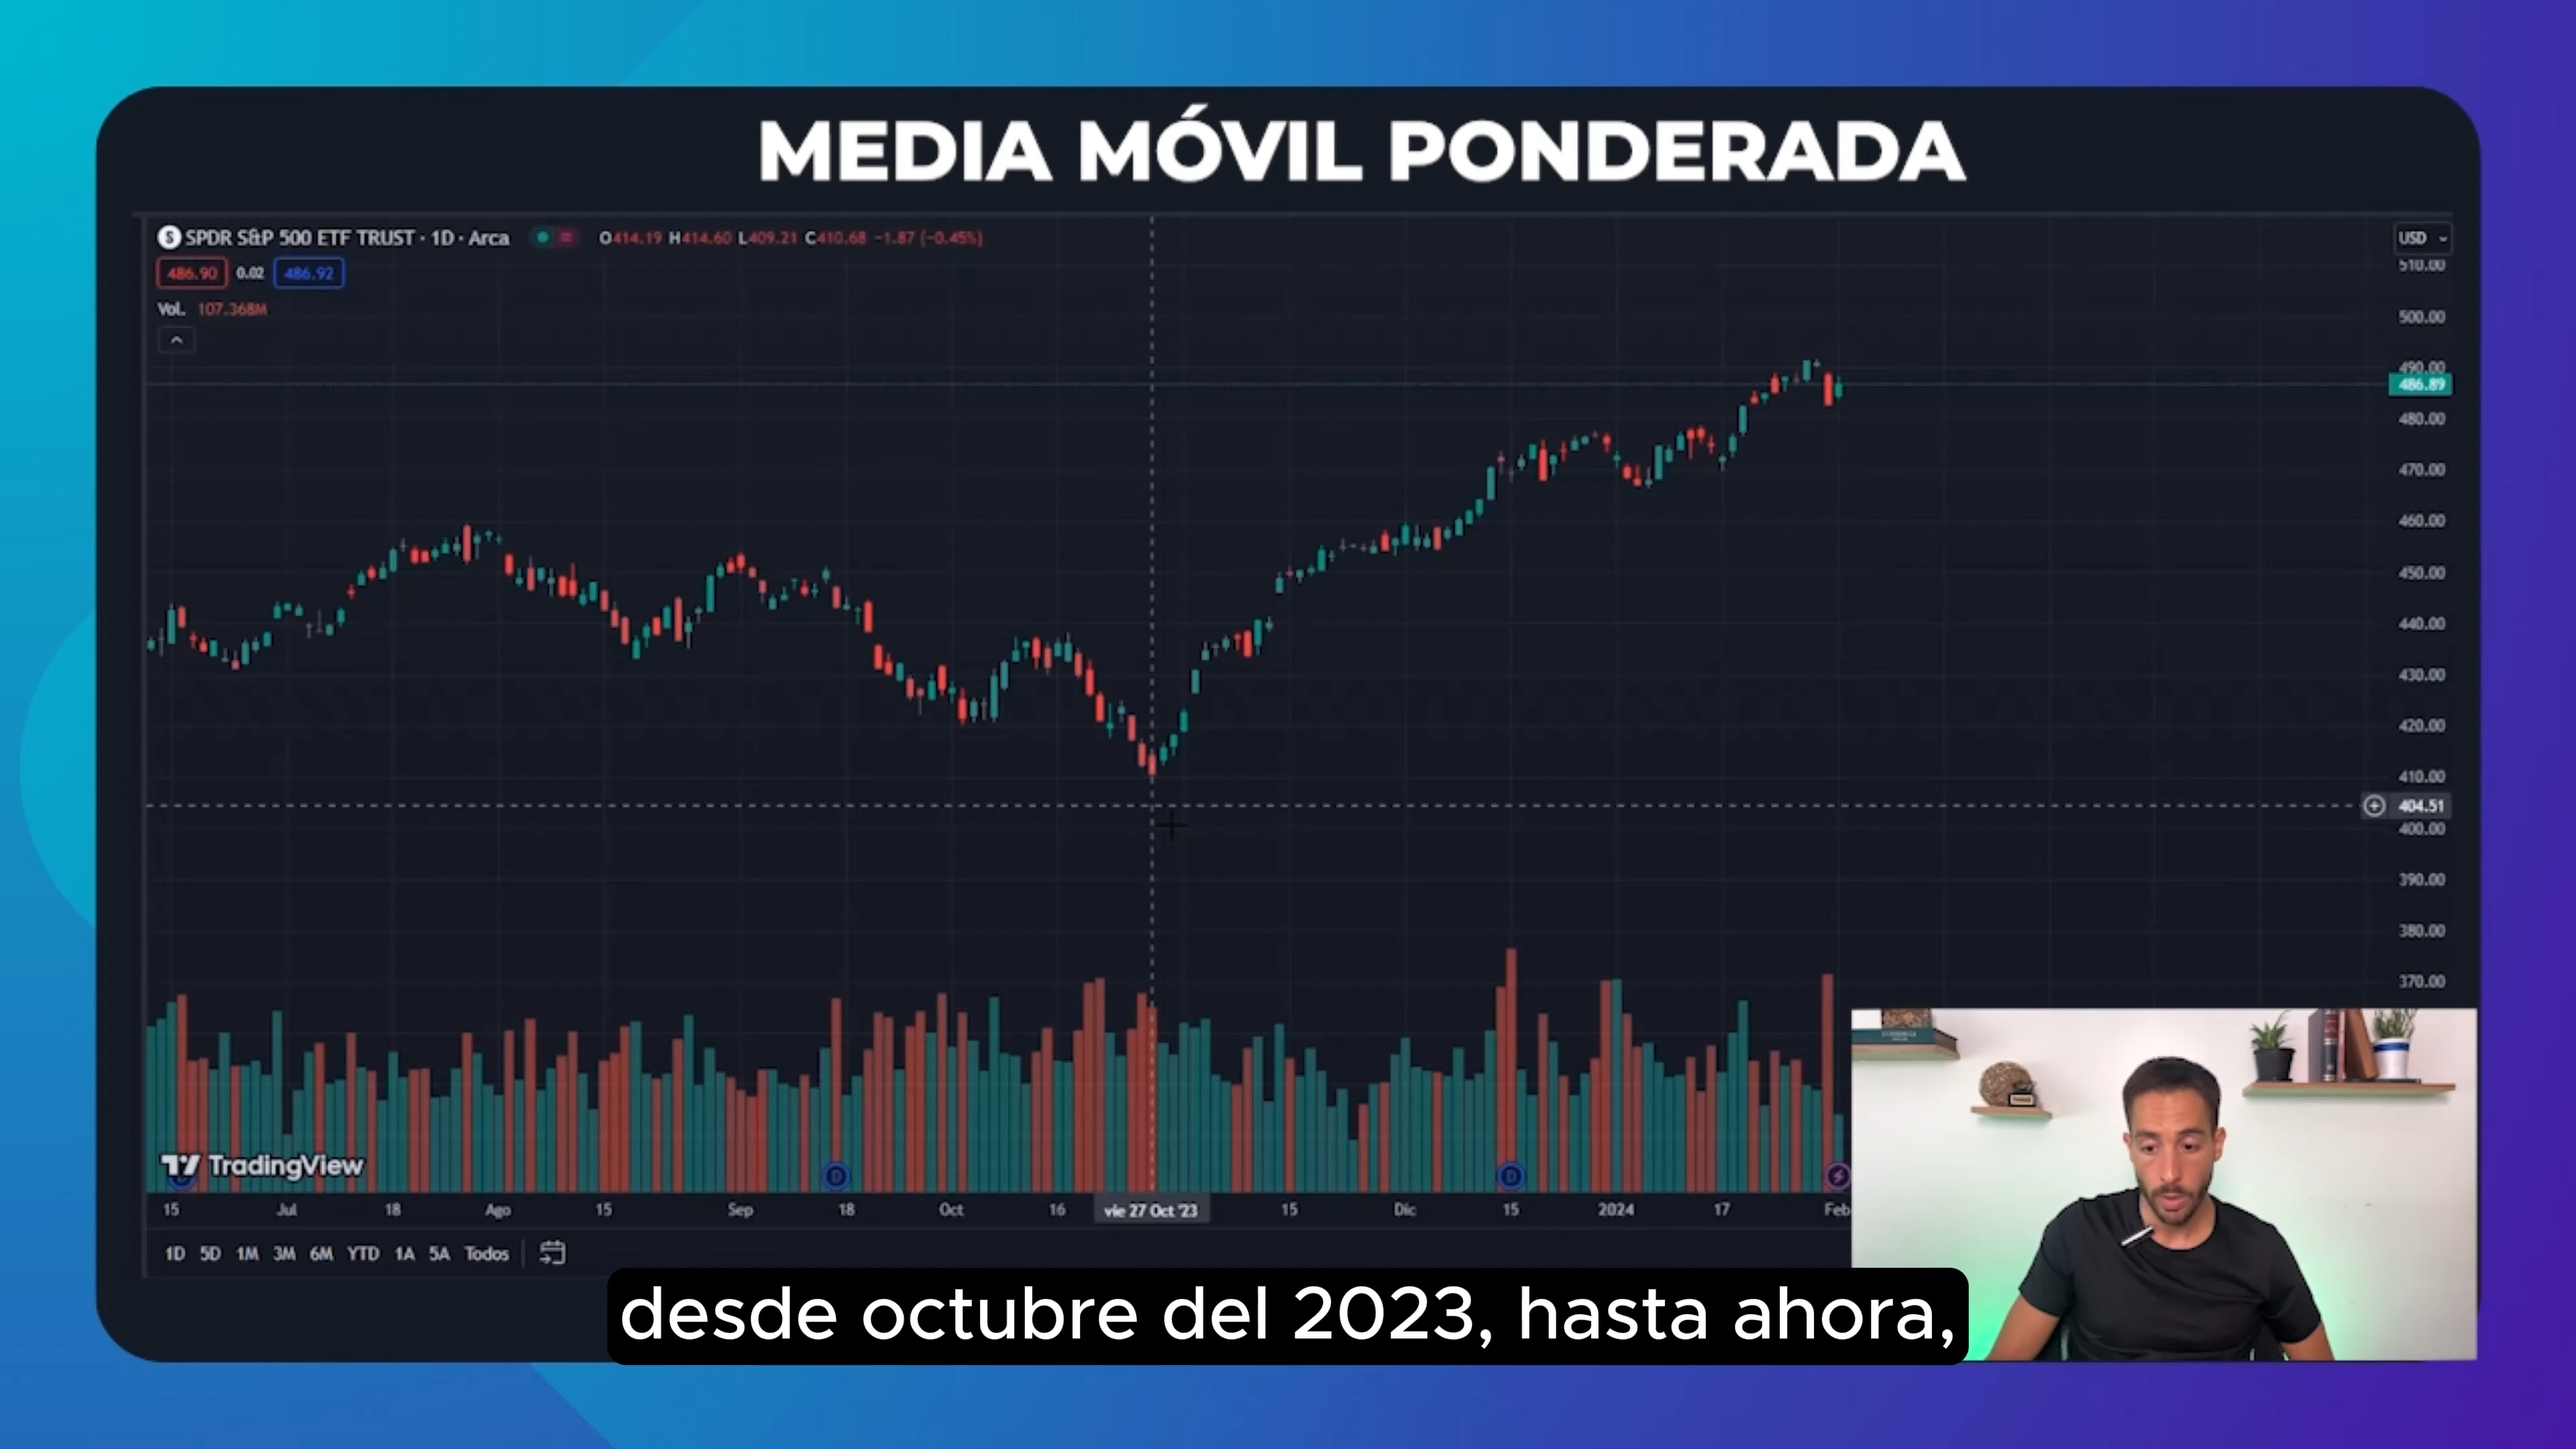 MEDIA MÓVIL PONDERADA
SPDR S&P 500 ETF TRUST · 1D · Arca O414.19 H414.60 L409.21 C410.68 −1.87 (−0.45%)
USD
486.90 0.02 486.92
Vol. 107.368M
510.00
500.00
490.00
486.89
480.00
470.00
460.00
450.00
440.00
430.00
420.00
410.00
404.51
400.00
390.00
380.00
370.00
TradingView
D
D
15 Jul 18 Ago 15 Sep 18 Oct 16 vie 27 Oct '23 15 Dic 15 2024 17 Feb
1D 5D 1M 3M 6M YTD 1A 5A Todos
desde octubre del 2023, hasta ahora,